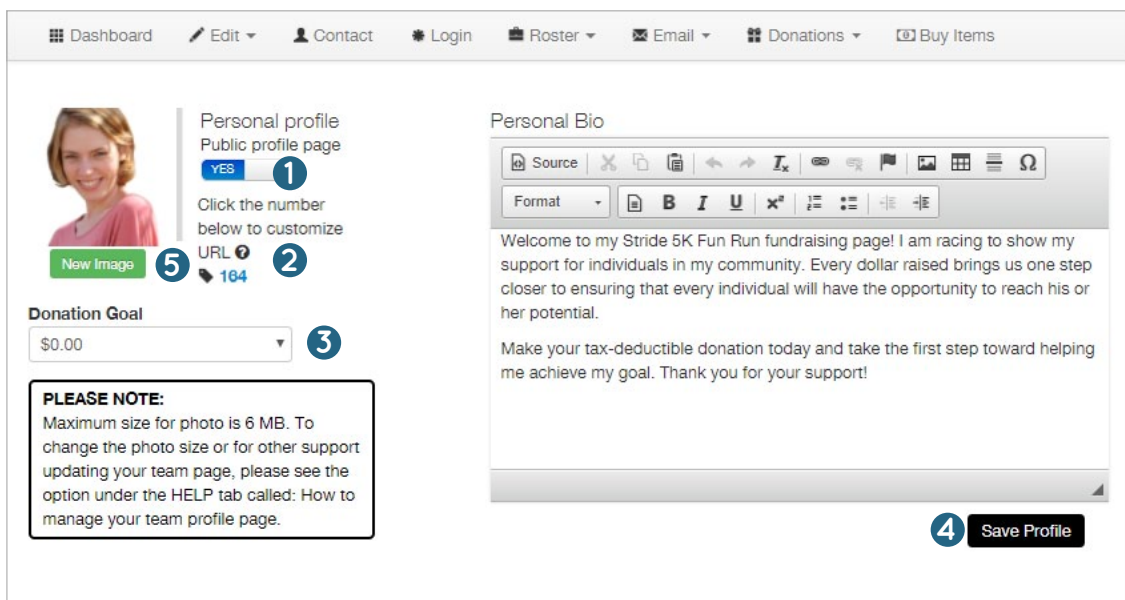 Dashboard Edit Contact Login Roster Email Donations Buy Items
Personal profile
Public profile page
YES 1
Click the number
below to customize
URL ? 2
164
New Image 5
Donation Goal
$0.00 3
PLEASE NOTE:
Maximum size for photo is 6 MB. To
change the photo size or for other support
updating your team page, please see the
option under the HELP tab called: How to
manage your team profile page.
Personal Bio
Source Tx Ω
Format B I U x²
Welcome to my Stride 5K Fun Run fundraising page! I am racing to show my
support for individuals in my community. Every dollar raised brings us one step
closer to ensuring that every individual will have the opportunity to reach his or
her potential.
Make your tax-deductible donation today and take the first step toward helping
me achieve my goal. Thank you for your support!
4 Save Profile